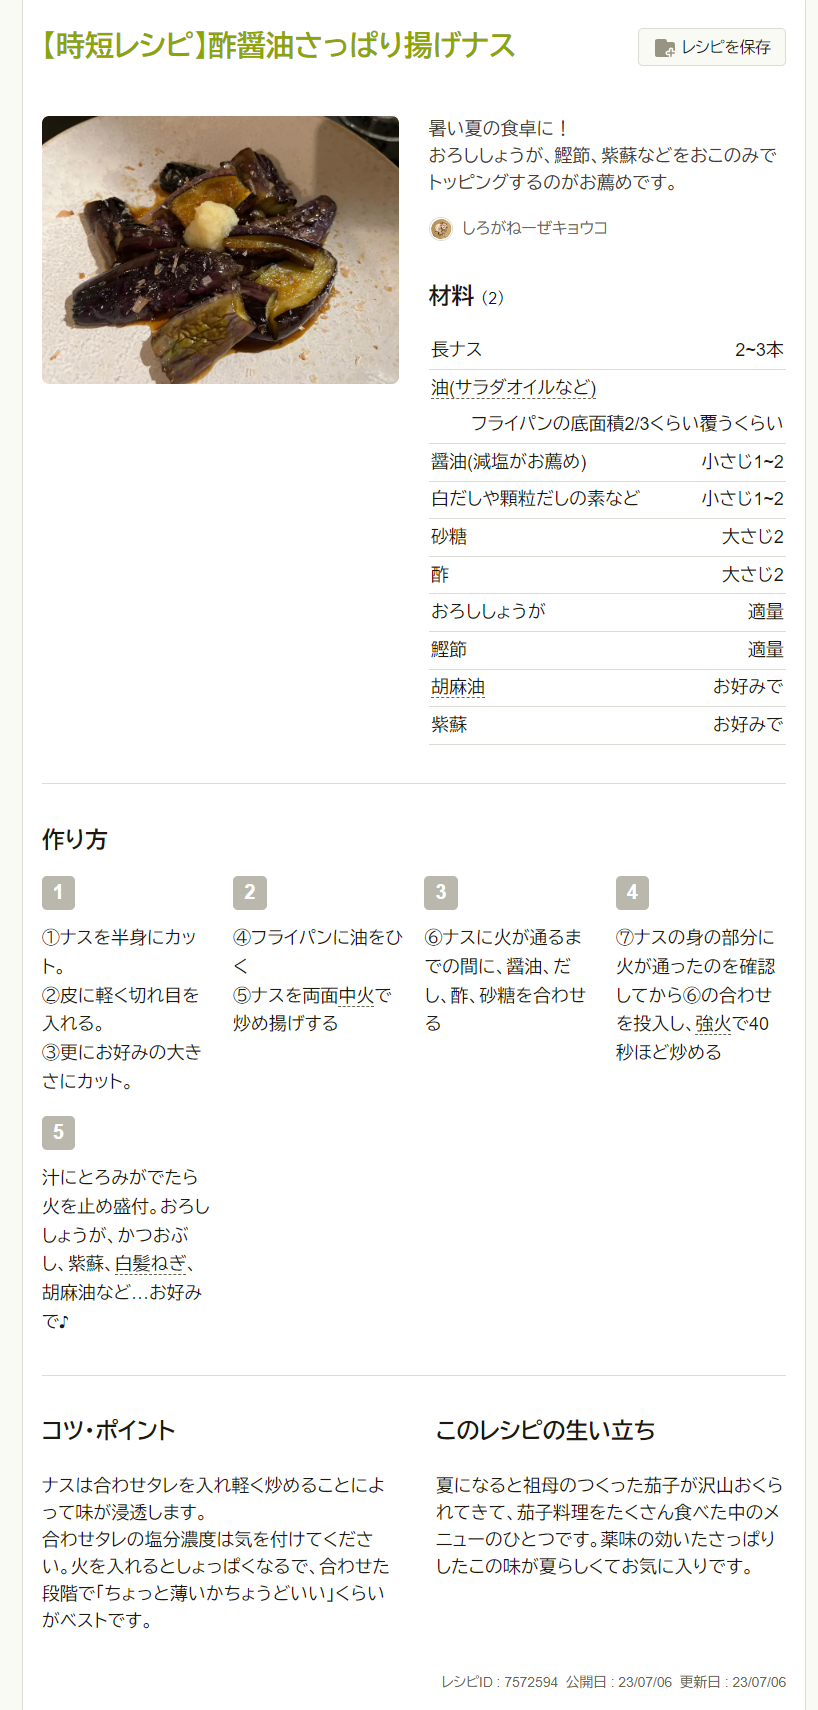 【時短レシピ】酢醤油さっぱり揚げナス
レシピを保存
暑い夏の食卓に！
おろししょうが、鰹節、紫蘇などをおこのみで
トッピングするのがお薦めです。
しろがねーぜキョウコ
材料（2）
長ナス 2~3本
油(サラダオイルなど)
フライパンの底面積2/3くらい覆うくらい
醤油(減塩がお薦め) 小さじ1~2
白だしや顆粒だしの素など 小さじ1~2
砂糖 大さじ2
酢 大さじ2
おろししょうが 適量
鰹節 適量
胡麻油 お好みで
紫蘇 お好みで
作り方
1
①ナスを半身にカッ
ト。
②皮に軽く切れ目を
入れる。
③更にお好みの大き
さにカット。
2
④フライパンに油をひ
く
⑤ナスを両面中火で
炒め揚げする
3
⑥ナスに火が通るま
での間に、醤油、だ
し、酢、砂糖を合わせ
る
4
⑦ナスの身の部分に
火が通ったのを確認
してから⑥の合わせ
を投入し、強火で40
秒ほど炒める
5
汁にとろみがでたら
火を止め盛付。おろし
しょうが、かつおぶ
し、紫蘇、白髪ねぎ、
胡麻油など…お好み
で♪
コツ・ポイント
ナスは合わせタレを入れ軽く炒めることによ
って味が浸透します。
合わせタレの塩分濃度は気を付けてくださ
い。火を入れるとしょっぱくなるで、合わせた
段階で「ちょっと薄いかちょうどいい」くらい
がベストです。
このレシピの生い立ち
夏になると祖母のつくった茄子が沢山おくら
れてきて、茄子料理をたくさん食べた中のメ
ニューのひとつです。薬味の効いたさっぱり
したこの味が夏らしくてお気に入りです。
レシピID : 7572594 公開日 : 23/07/06 更新日 : 23/07/06